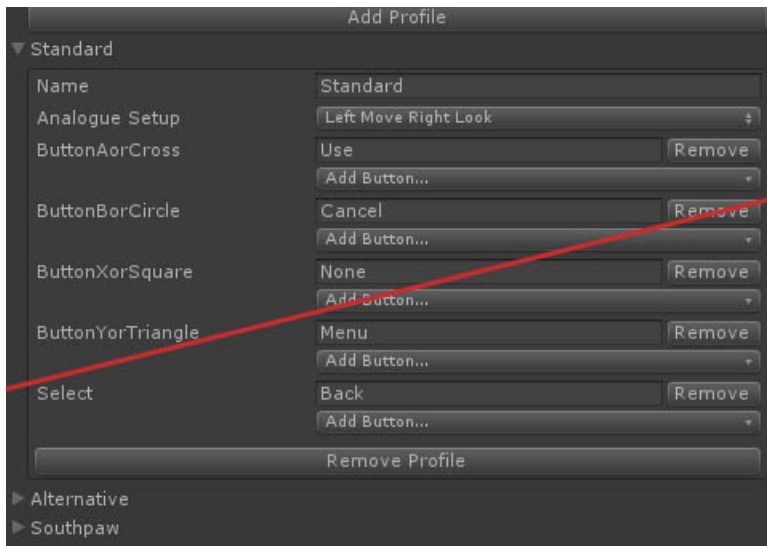 Add Profile
Standard
Name Standard
Analogue Setup Left Move Right Look
ButtonAorCross Use Remove
Add Button...
ButtonBorCircle Cancel Remove
Add Button...
ButtonXorSquare None Remove
Add Button...
ButtonYorTriangle Menu Remove
Add Button...
Select Back Remove
Add Button...
Remove Profile
Alternative
Southpaw